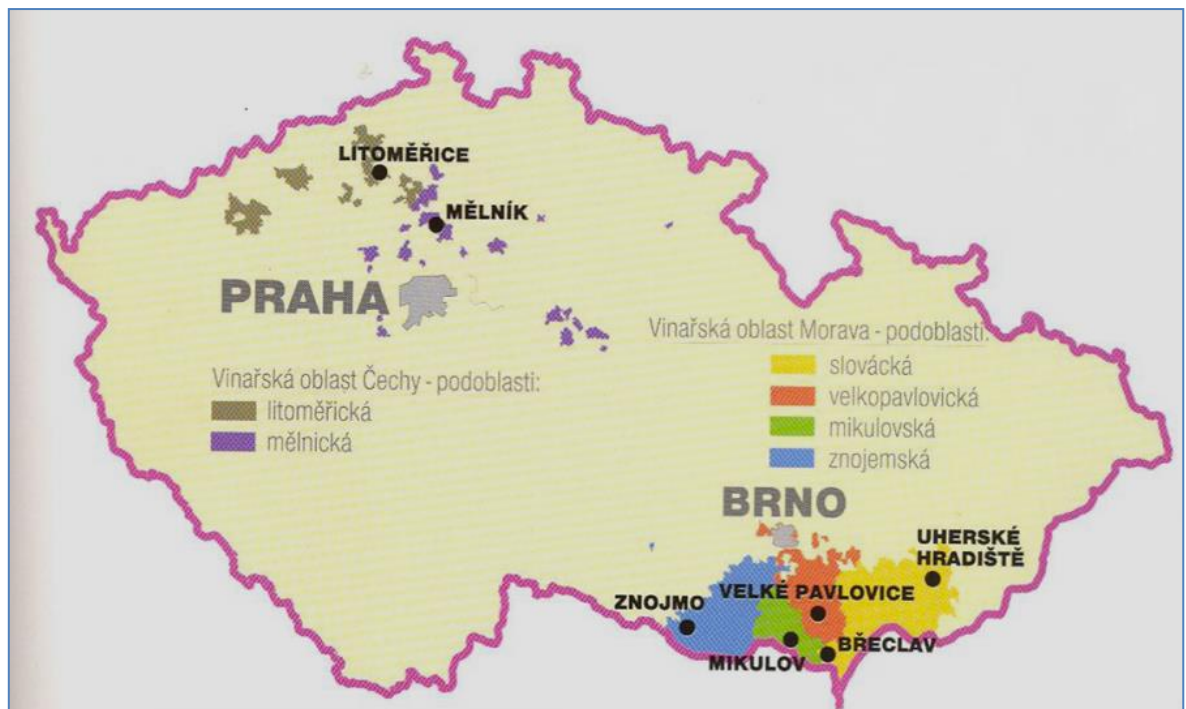 LITOMĚŘICE
MĚLNÍK
PRAHA
Vinařská oblast Morava - podoblasti:
slovácká
velkopavlovická
mikulovská
znojemská
Vinařská oblast Čechy - podoblasti:
litoměřická
mělnická
BRNO
UHERSKÉ
HRADIŠTĚ
VELKÉ PAVLOVICE
ZNOJMO
BŘECLAV
MIKULOV